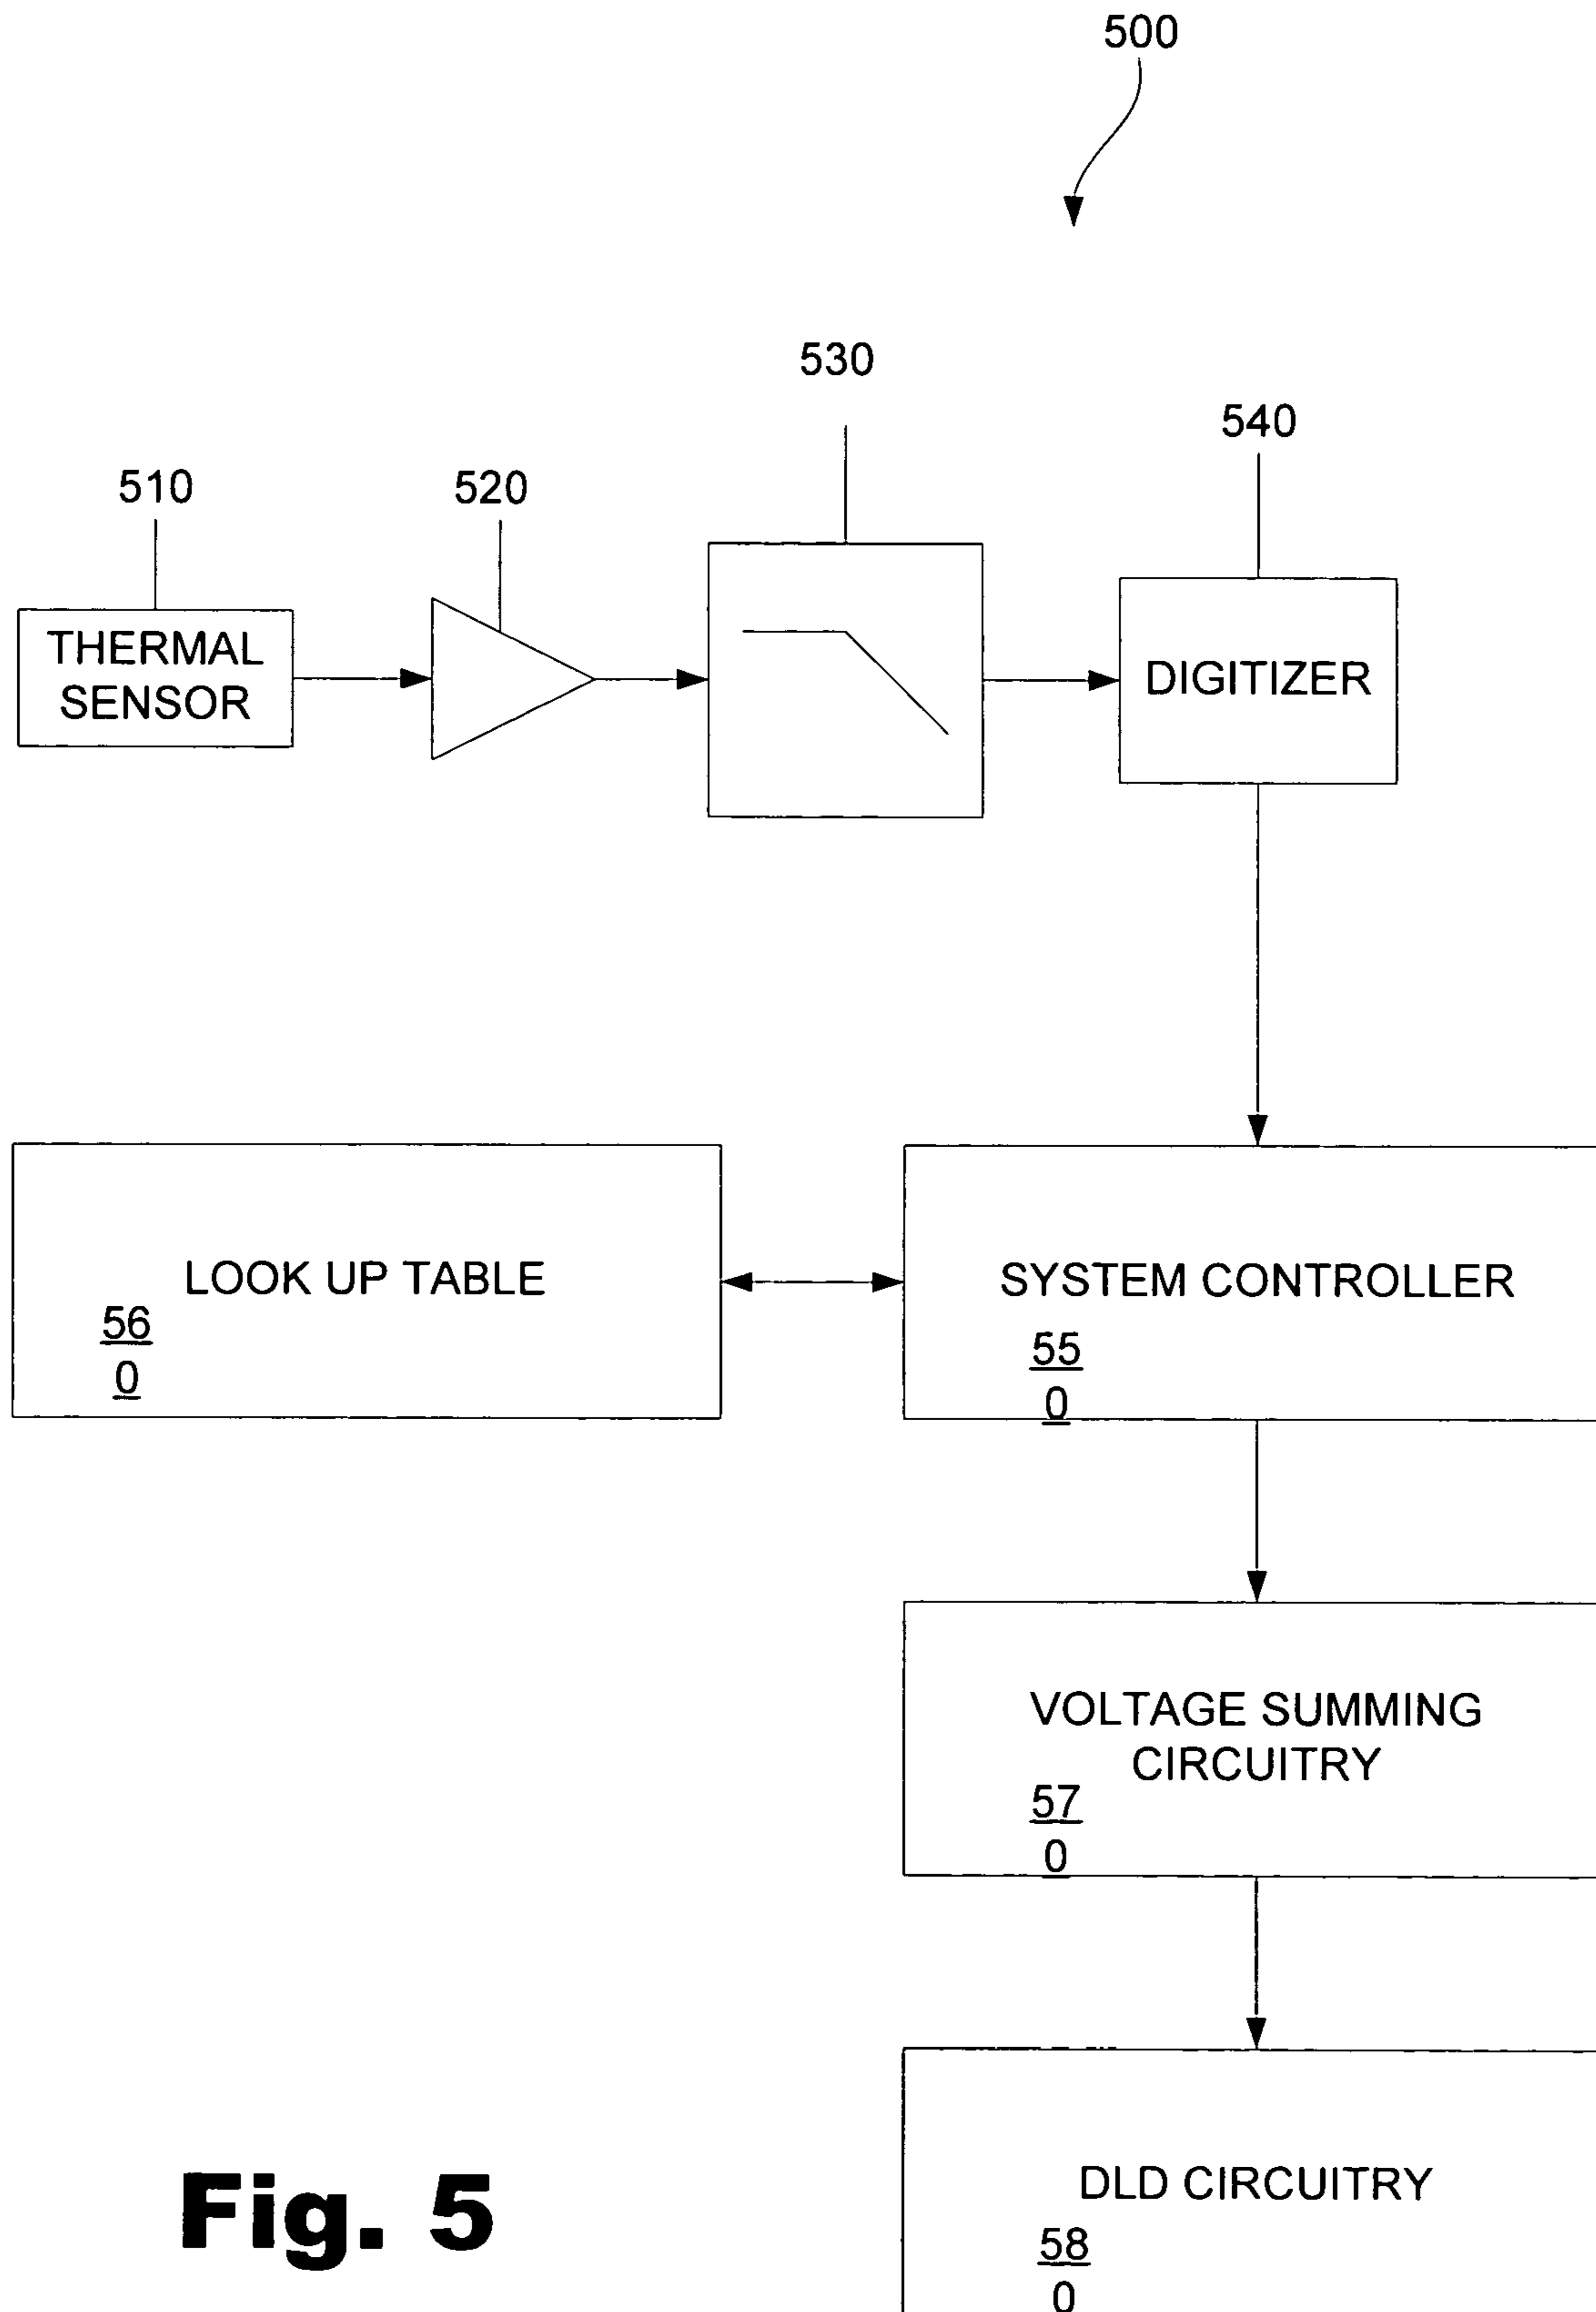 500
530
540
510
520
THERMAL
SENSOR
DIGITIZER
LOOK UP TABLE
56
0
SYSTEM CONTROLLER
55
0
VOLTAGE SUMMING
CIRCUITRY
57
0
DLD CIRCUITRY
58
0
Fig. 5